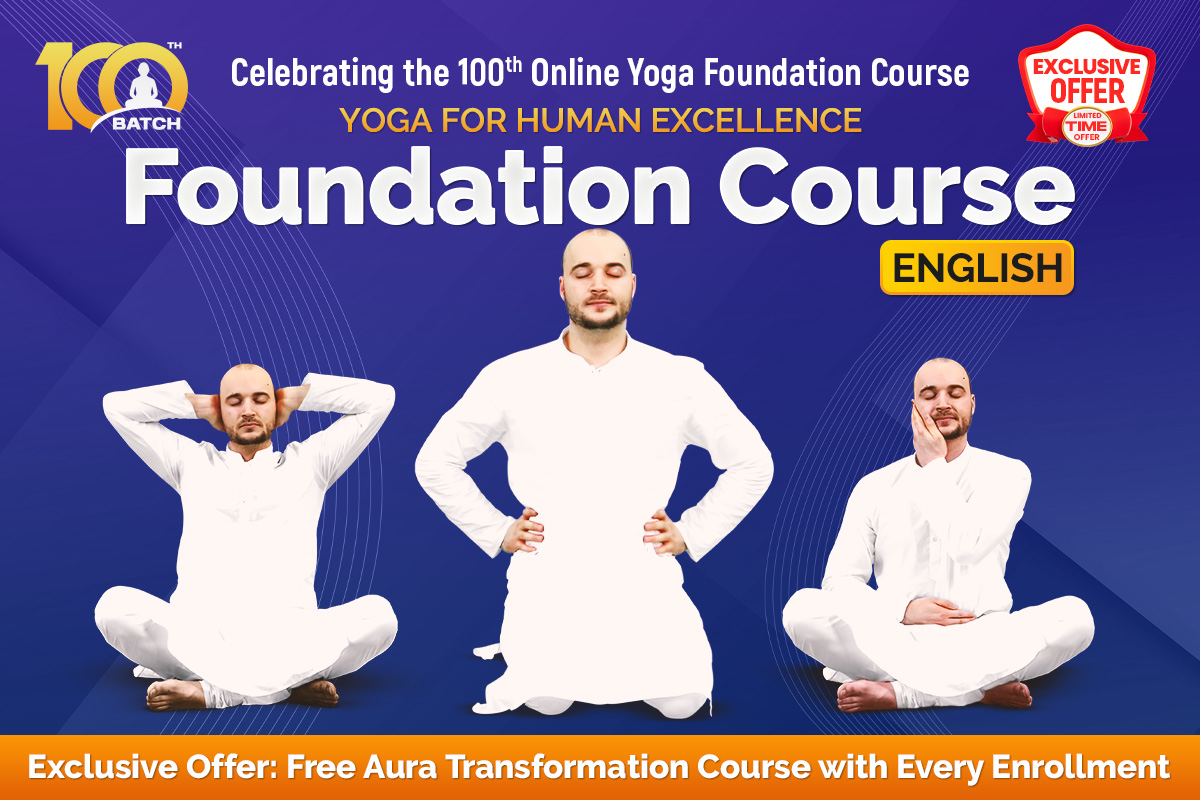 100TH
BATCH
Celebrating the 100th Online Yoga Foundation Course
YOGA FOR HUMAN EXCELLENCE
Foundation Course
ENGLISH
EXCLUSIVE
OFFER
LIMITED
TIME
OFFER
Exclusive Offer: Free Aura Transformation Course with Every Enrollment